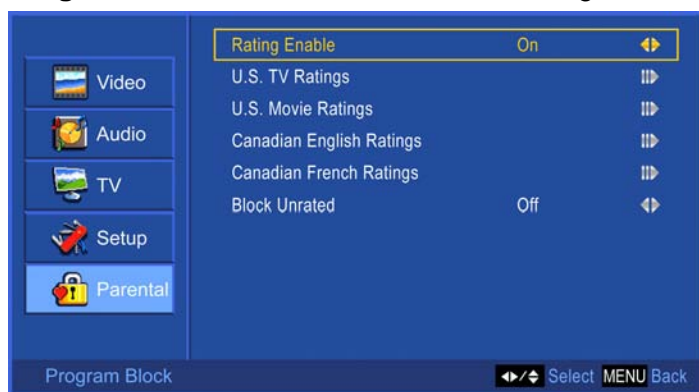 Video
Audio
TV
Setup
Parental
Rating Enable On
U.S. TV Ratings
U.S. Movie Ratings
Canadian English Ratings
Canadian French Ratings
Block Unrated Off
Program Block
Select MENU Back